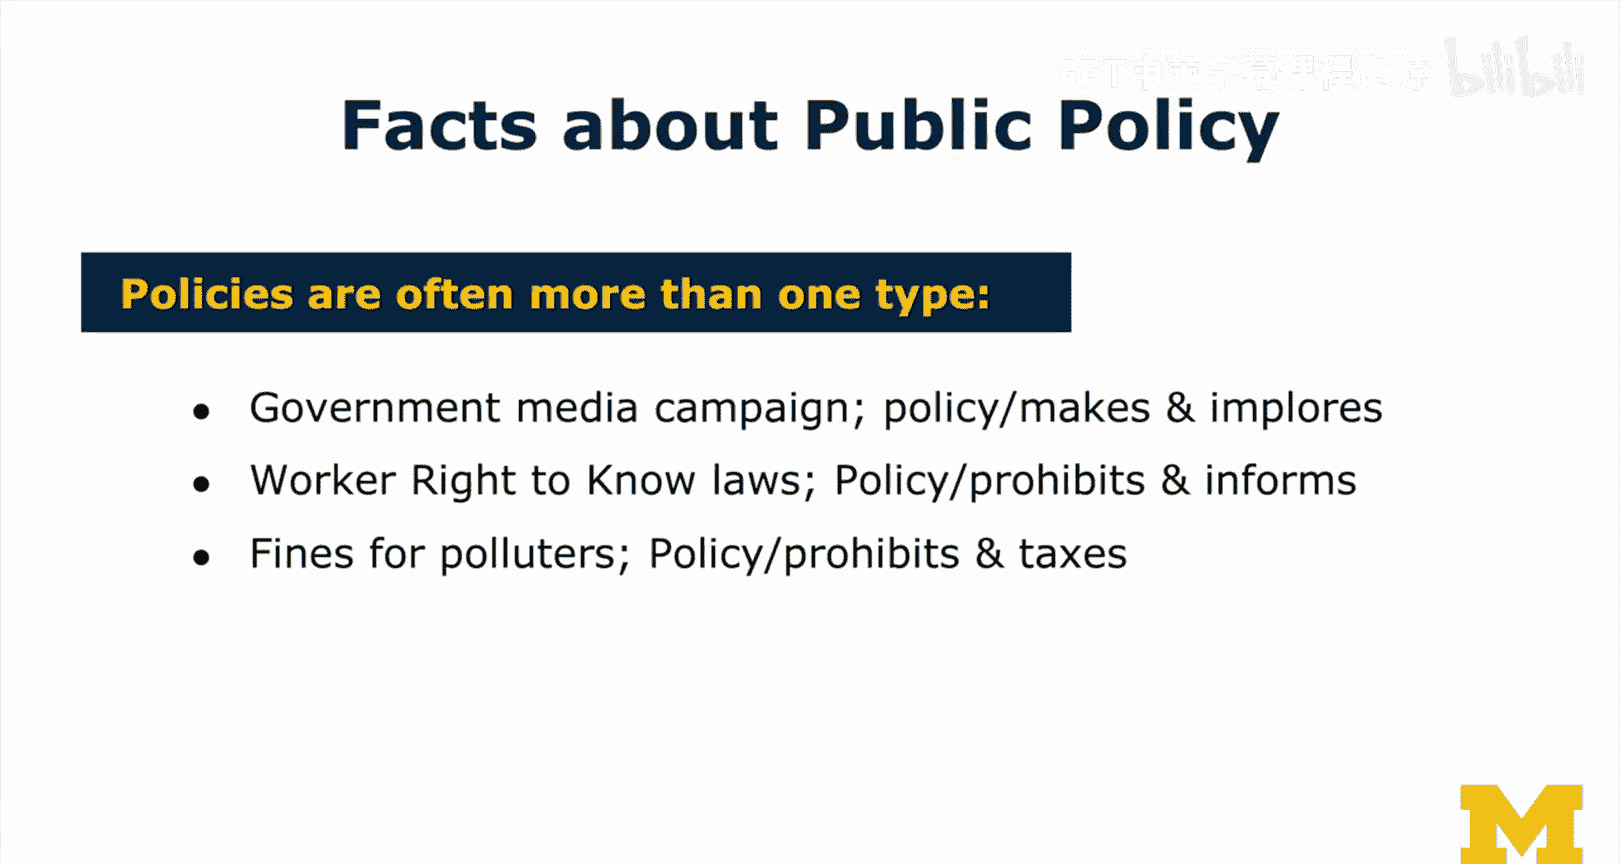 bilibili
Facts about Public Policy
Policies are often more than one type:
● Government media campaign; policy/makes & implores
● Worker Right to Know laws; Policy/prohibits & informs
● Fines for polluters; Policy/prohibits & taxes
M